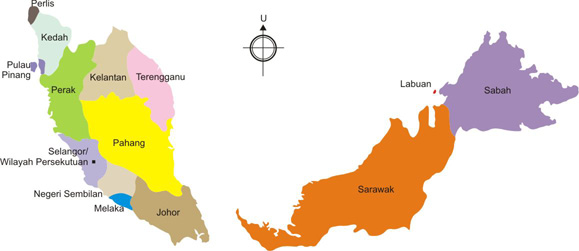 Perlis
Kedah
Pulau
Pinang
Perak
Kelantan
Terengganu
Pahang
Selangor/
Wilayah Persekutuan
Negeri Sembilan
Melaka
Johor
U
Labuan
Sabah
Sarawak